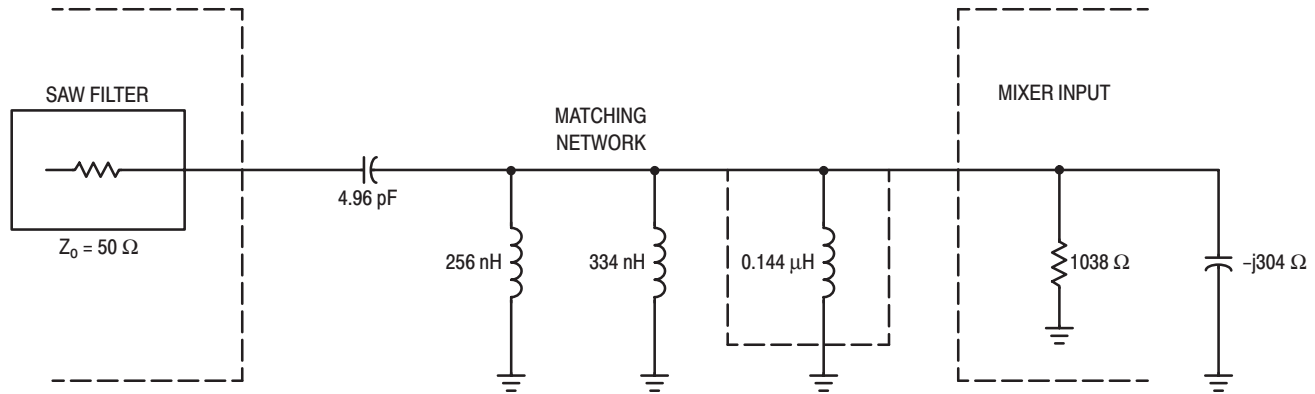 SAW FILTER
Z₀ = 50 Ω
4.96 pF
MATCHING
NETWORK
256 nH
334 nH
0.144 μH
MIXER INPUT
1038 Ω
–j304 Ω